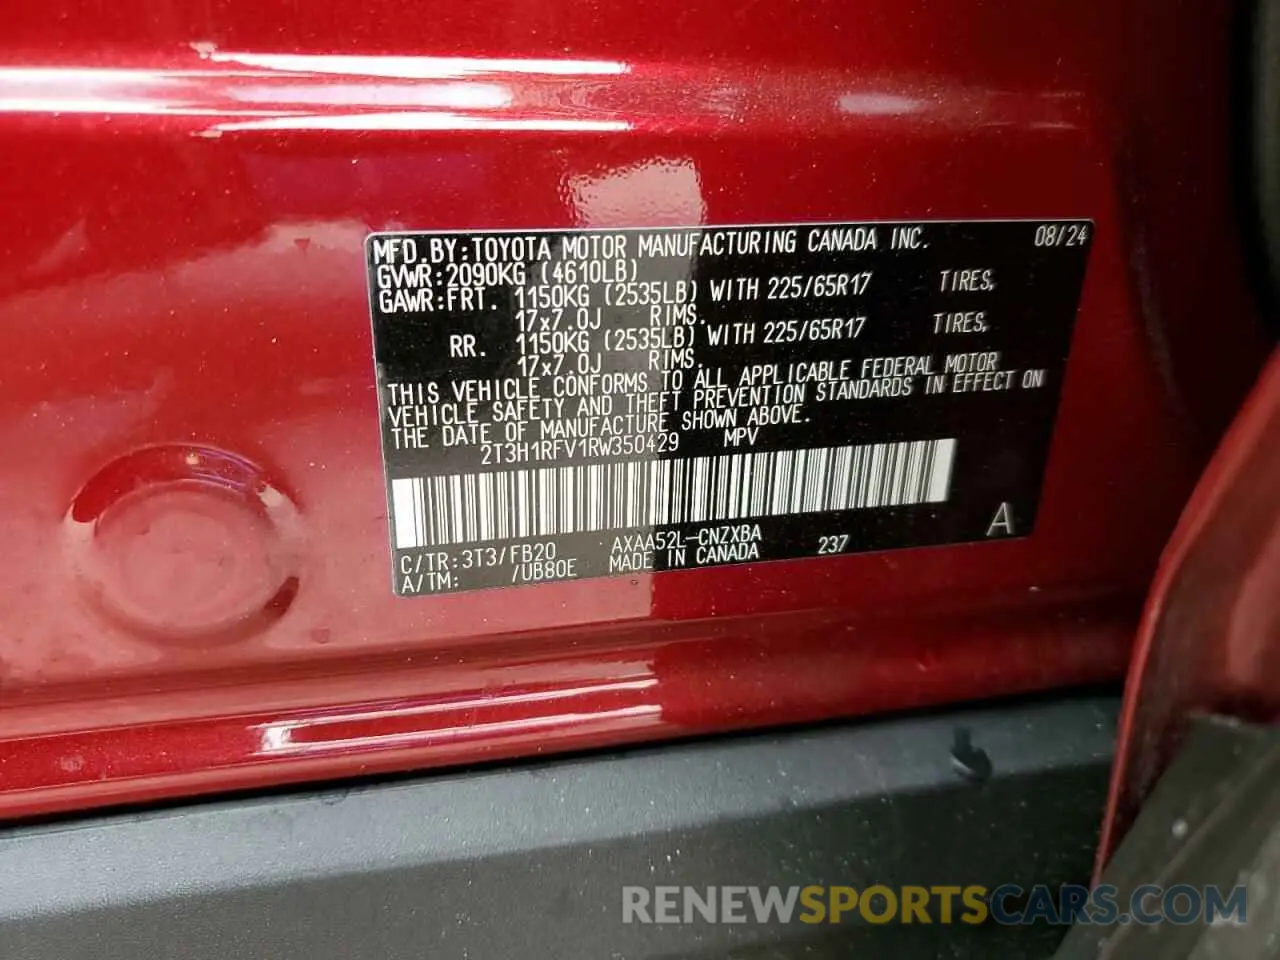 MFD.BY:TOYOTA MOTOR MANUFACTURING CANADA INC. 08/24
GVWR:2090KG (4610LB)
GAWR:FRT. 1150KG (2535LB) WITH 225/65R17 TIRES,
17x7.0J RIMS.
RR. 1150KG (2535LB) WITH 225/65R17 TIRES,
17x7.0J RIMS.
THIS VEHICLE CONFORMS TO ALL APPLICABLE FEDERAL MOTOR
VEHICLE SAFETY AND THEFT PREVENTION STANDARDS IN EFFECT ON
THE DATE OF MANUFACTURE SHOWN ABOVE.
2T3H1RFV1RW350429 MPV
A
C/TR:3T3/FB20 AXAA52L-CNZXBA 237
A/TM: /UB80E MADE IN CANADA
RENEWSPORTSCARS.COM